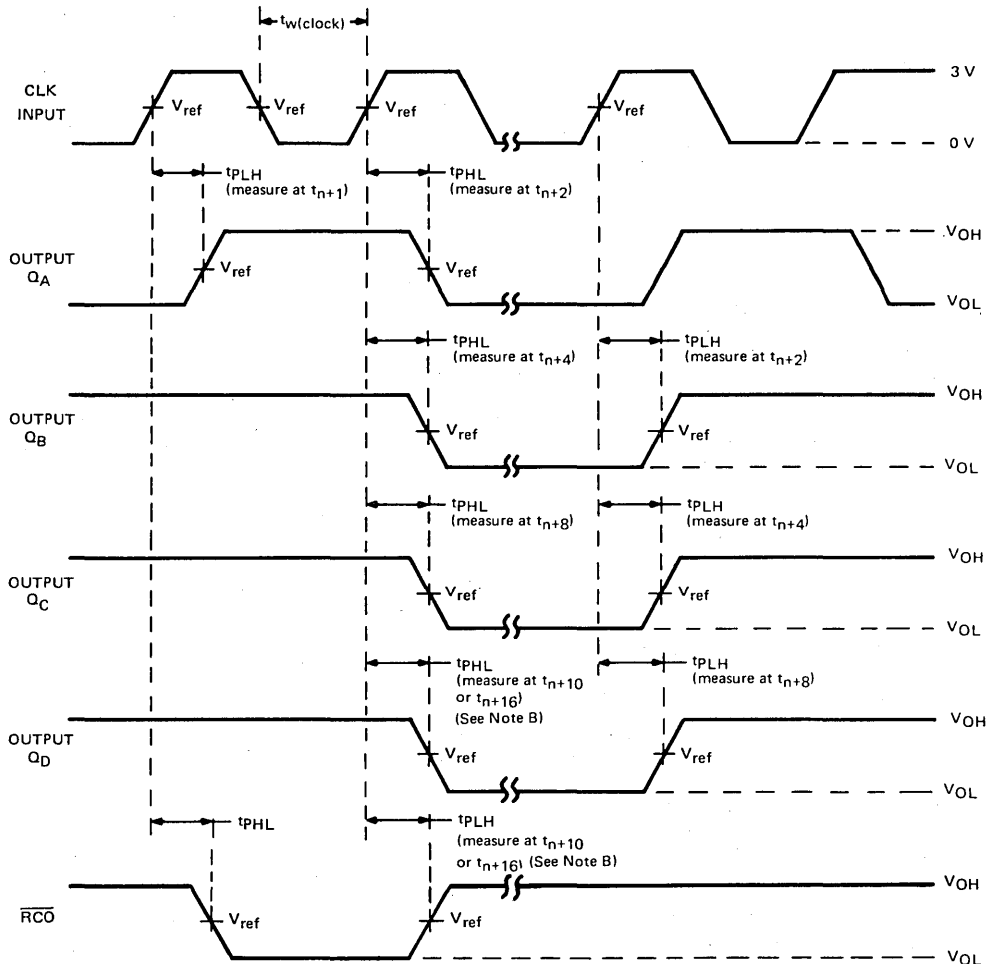 tw(clock)
CLK
INPUT
Vref
Vref
Vref
Vref
3 V
0 V
tPLH
(measure at tn+1)
tPHL
(measure at tn+2)
OUTPUT
QA
Vref
Vref
VOH
VOL
tPHL
(measure at tn+4)
tPLH
(measure at tn+2)
OUTPUT
QB
Vref
Vref
VOH
VOL
tPHL
(measure at tn+8)
tPLH
(measure at tn+4)
OUTPUT
QC
Vref
Vref
VOH
VOL
tPHL
(measure at tn+10
or tn+16)
(See Note B)
tPLH
(measure at tn+8)
OUTPUT
QD
Vref
Vref
VOH
VOL
tPHL
tPLH
(measure at tn+10
or tn+16) (See Note B)
RCO
Vref
Vref
VOH
VOL